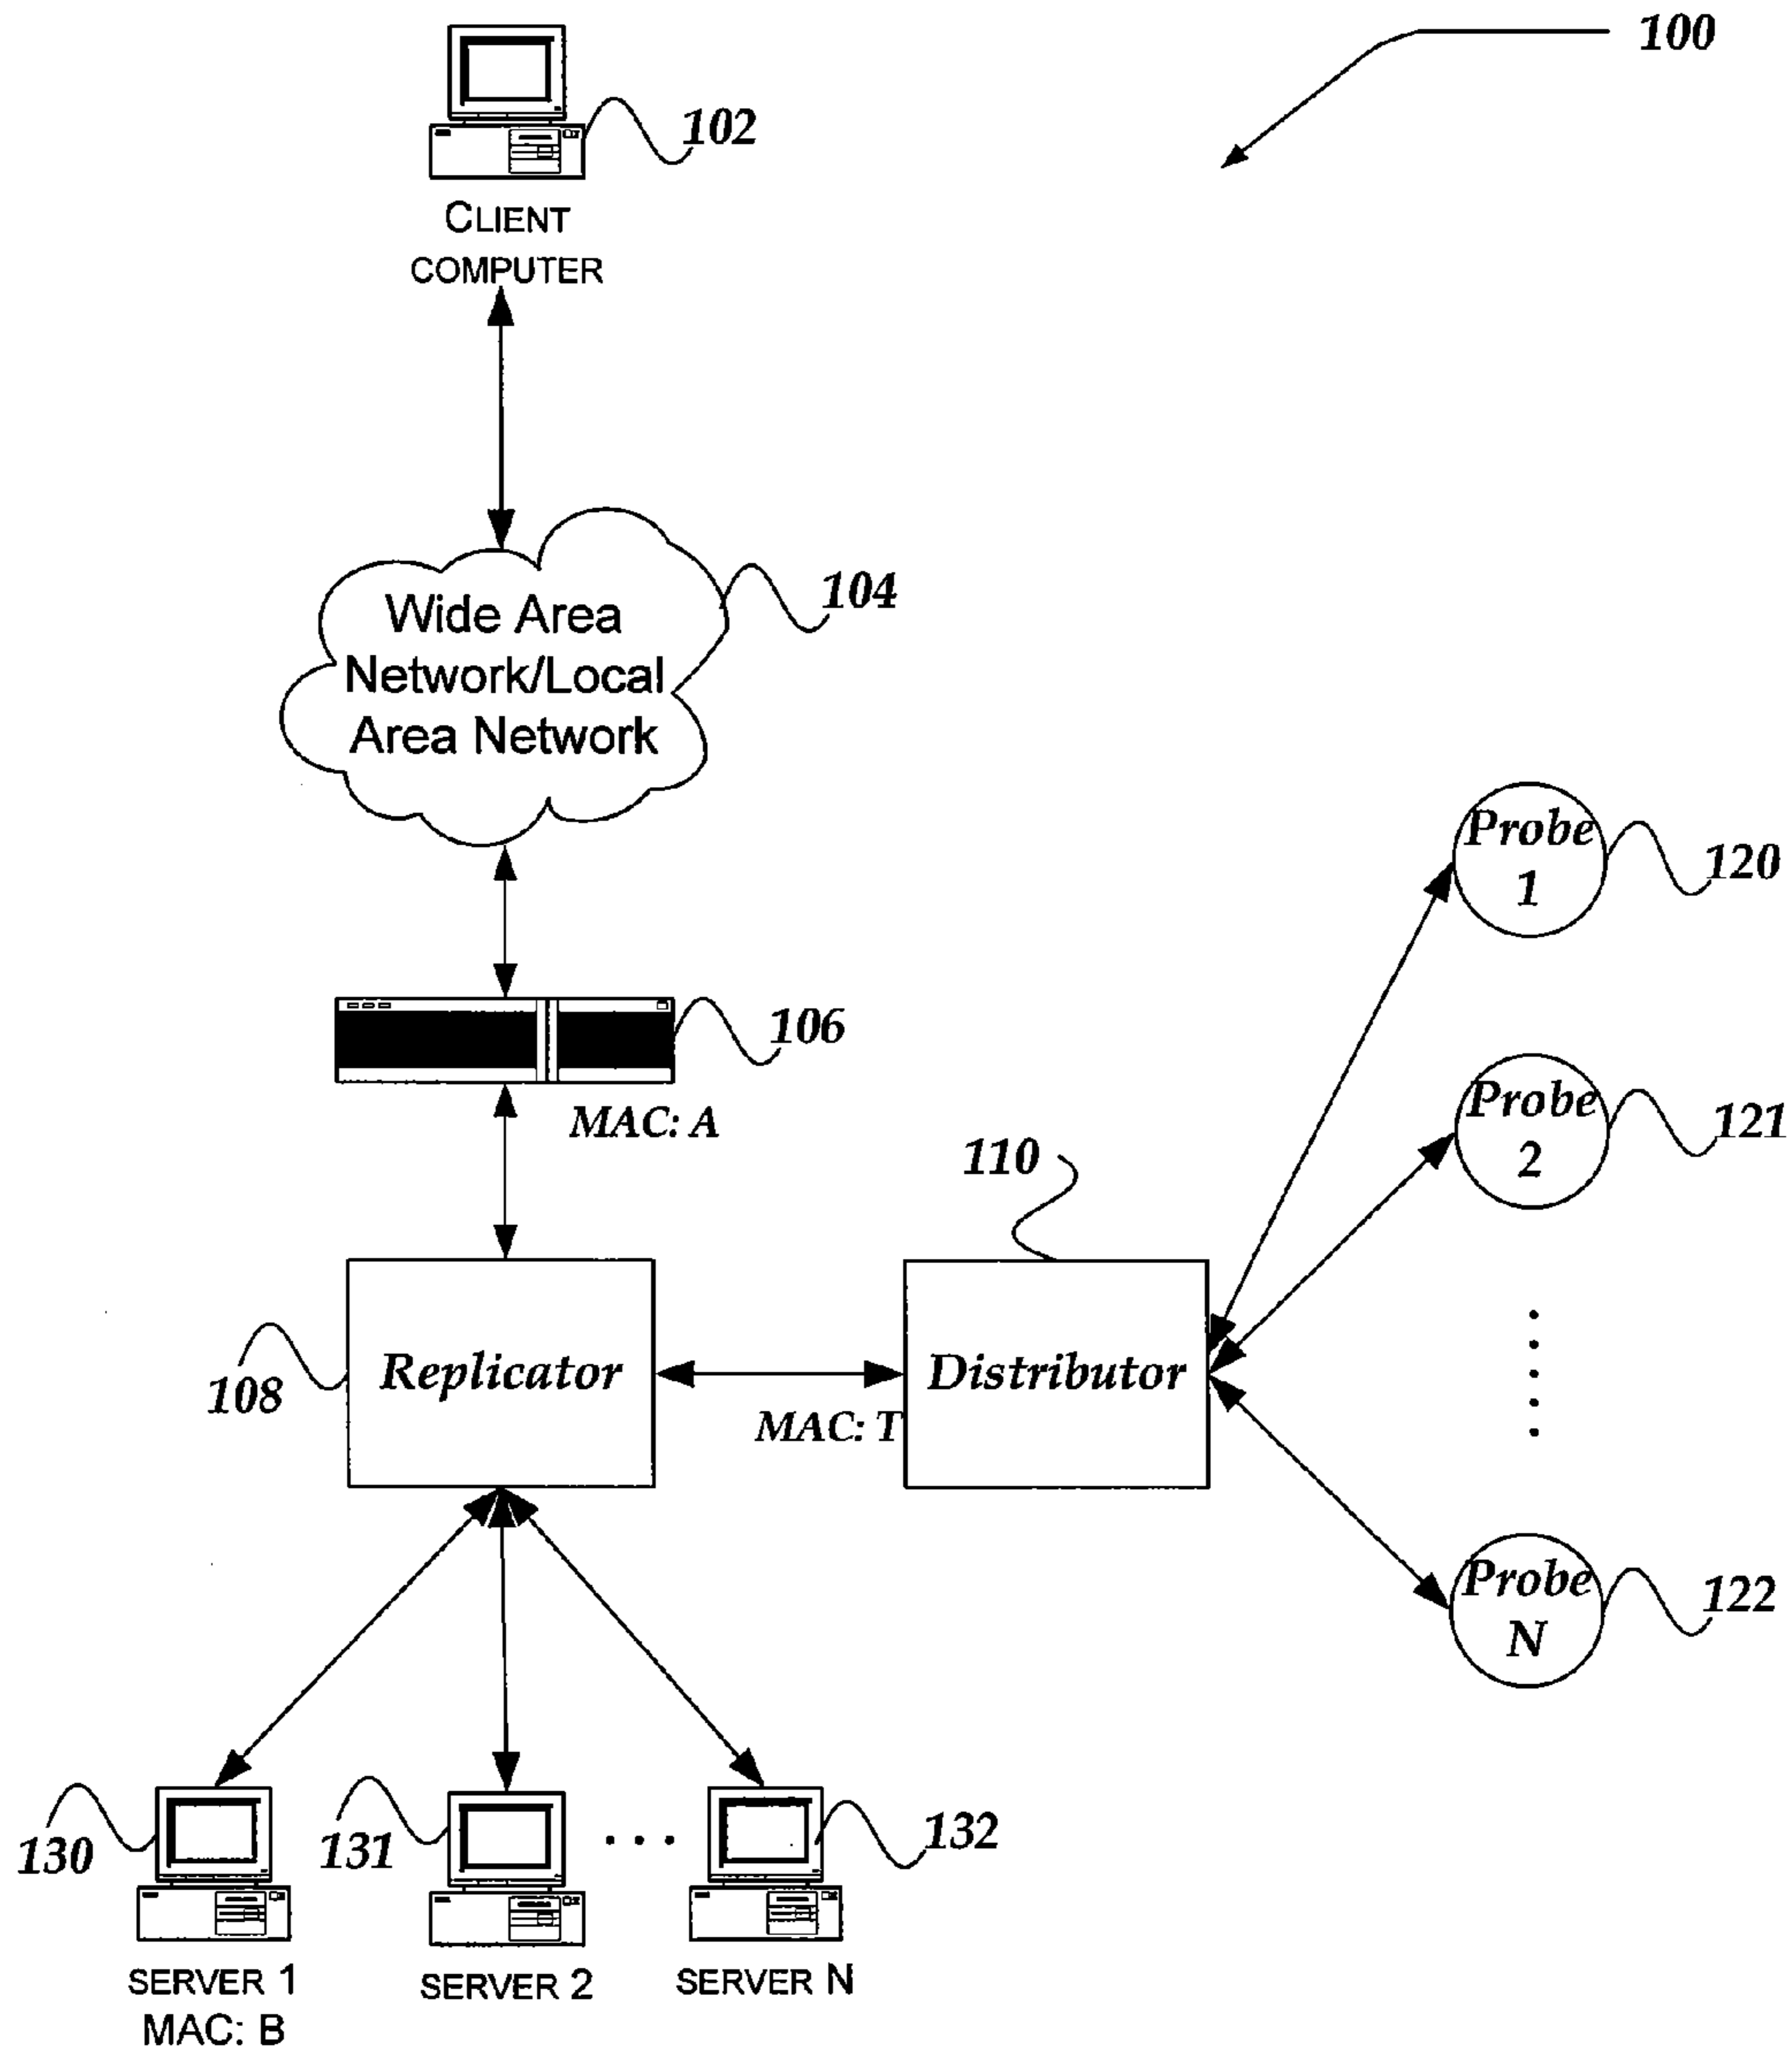 100
102
CLIENT
COMPUTER
104
Wide Area
Network/Local
Area Network
Probe
1
120
106
MAC: A
Probe
2
121
110
Replicator
108
Distributor
MAC: T
Probe
N
122
130
131
132
SERVER 1
MAC: B
SERVER 2
SERVER N